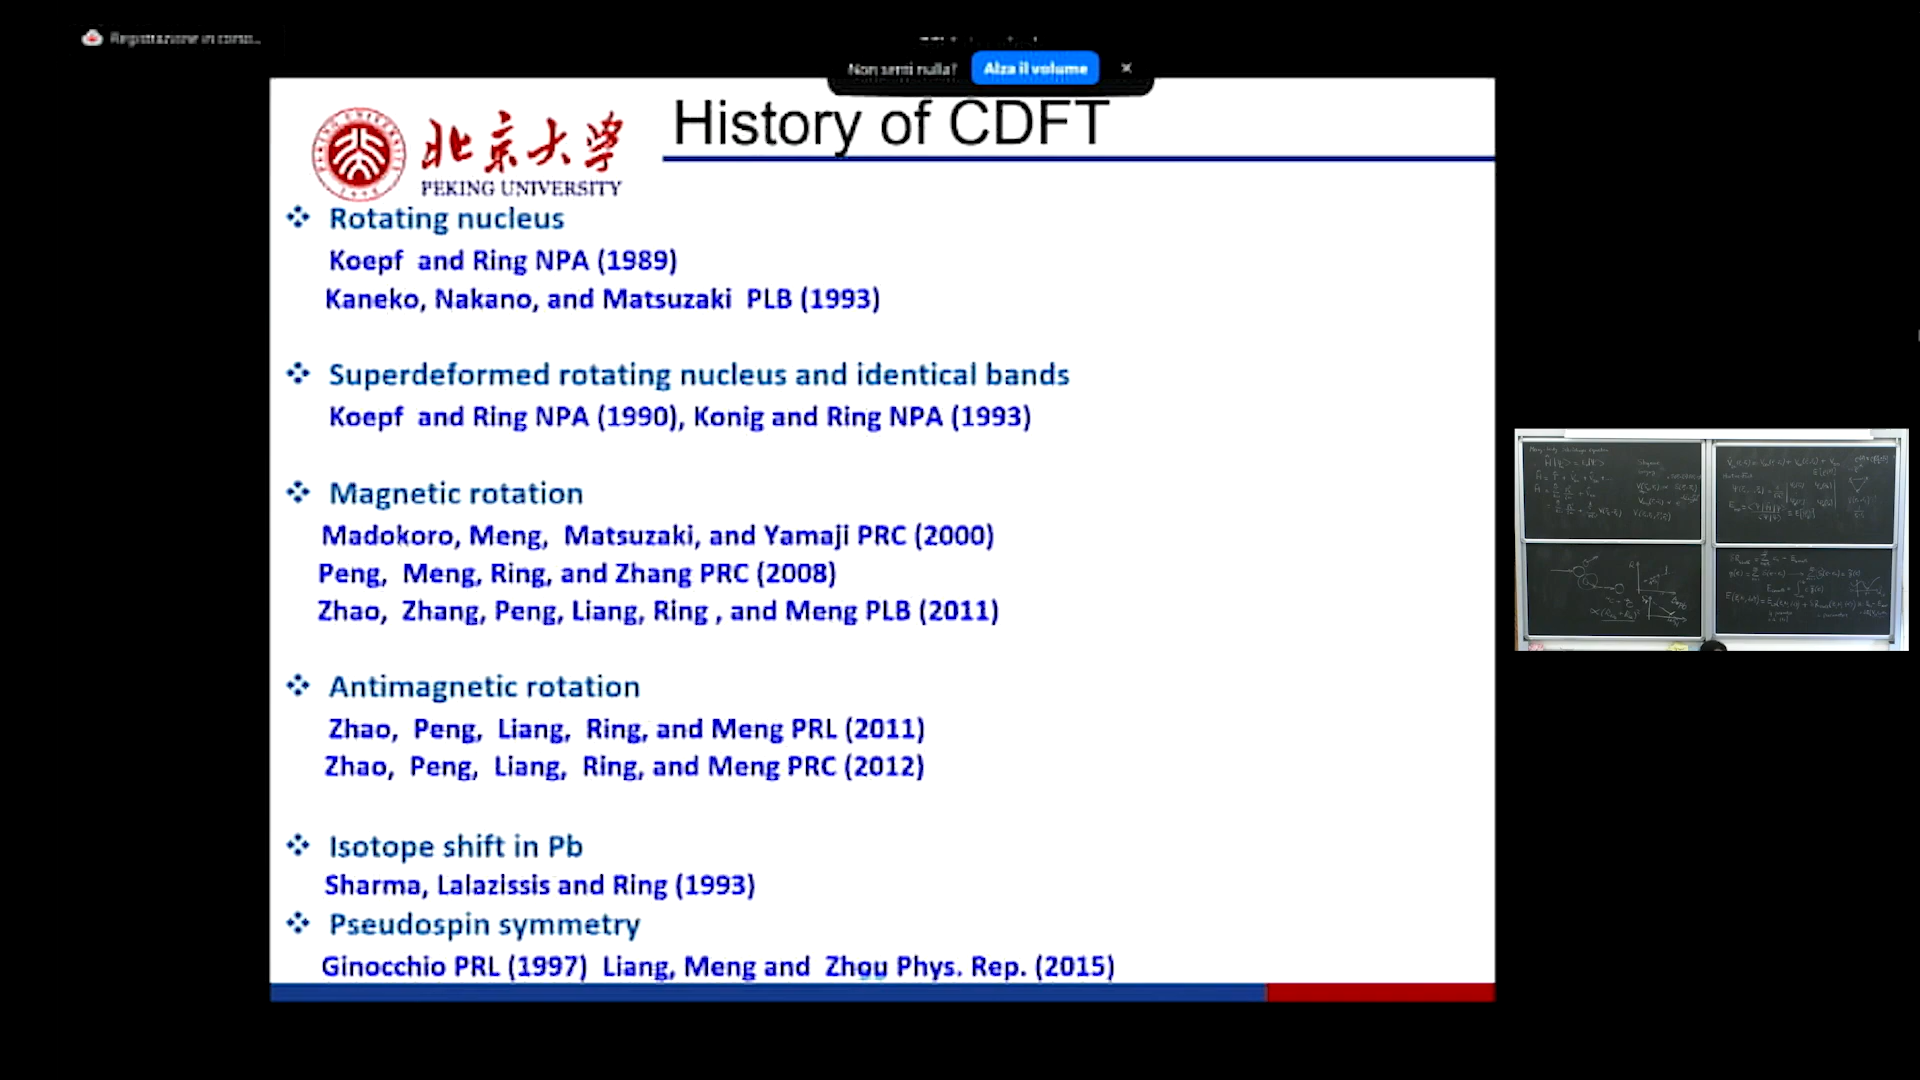 Registrazione in corso...
Non senti nulla?
Alza il volume
History of CDFT
北京大学
PEKING UNIVERSITY
Rotating nucleus
Koepf and Ring NPA (1989)
Kaneko, Nakano, and Matsuzaki PLB (1993)
Superdeformed rotating nucleus and identical bands
Koepf and Ring NPA (1990), Konig and Ring NPA (1993)
Magnetic rotation
Madokoro, Meng, Matsuzaki, and Yamaji PRC (2000)
Peng, Meng, Ring, and Zhang PRC (2008)
Zhao, Zhang, Peng, Liang, Ring , and Meng PLB (2011)
Antimagnetic rotation
Zhao, Peng, Liang, Ring, and Meng PRL (2011)
Zhao, Peng, Liang, Ring, and Meng PRC (2012)
Isotope shift in Pb
Sharma, Lalazissis and Ring (1993)
Pseudospin symmetry
Ginocchio PRL (1997) Liang, Meng and Zhou Phys. Rep. (2015)